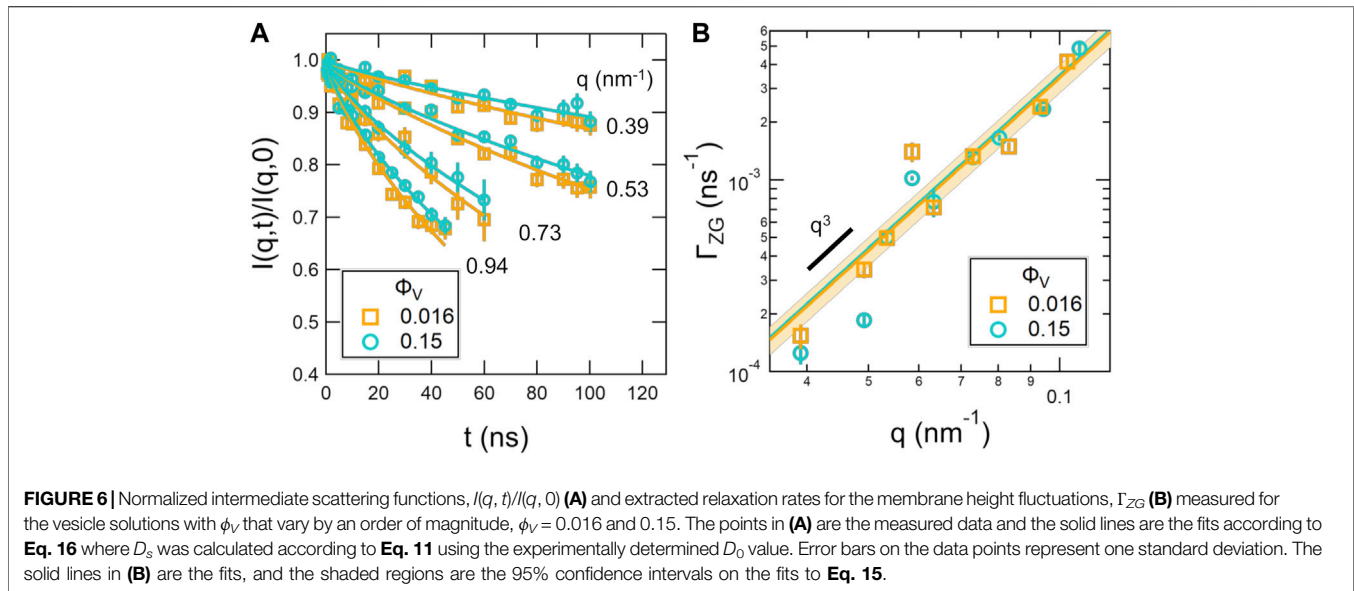 A
I(q,t)/I(q,0)
1.0
0.9
0.8
0.7
0.6
0.5
0.4
q (nm⁻¹)
0.39
0.53
0.73
0.94
Φ_V
0.016
0.15
0 20 40 60 80 100 120
t (ns)
B
Γ_ZG (ns⁻¹)
6
5
4
2
10⁻³
6
5
4
2
10⁻⁴
q³
Φ_V
0.016
0.15
4 5 6 7 8 9
0.1
q (nm⁻¹)
FIGURE 6 | Normalized intermediate scattering functions, I(q, t)/I(q, 0) (A) and extracted relaxation rates for the membrane height fluctuations, Γ_ZG (B) measured for
the vesicle solutions with ϕ_V that vary by an order of magnitude, ϕ_V = 0.016 and 0.15. The points in (A) are the measured data and the solid lines are the fits according to
Eq. 16 where D_s was calculated according to Eq. 11 using the experimentally determined D_0 value. Error bars on the data points represent one standard deviation. The
solid lines in (B) are the fits, and the shaded regions are the 95% confidence intervals on the fits to Eq. 15.